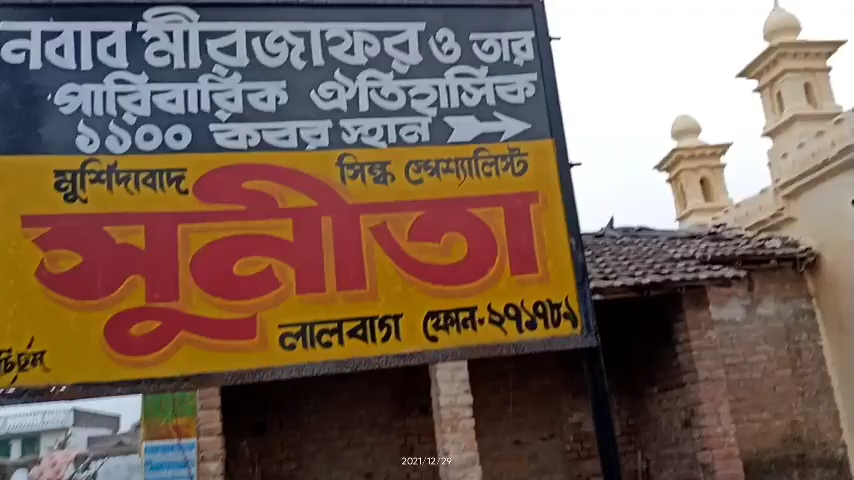 নবাব মীরজাফর ও তার
পারিবারিক ঐতিহাসিক
১১০০ কবর স্থান
মুর্শিদাবাদ সিল্ক স্পেশ্যালিস্ট
সুনীতা
লালবাগ ফোন-২৭১৭৮১
2021/12/29